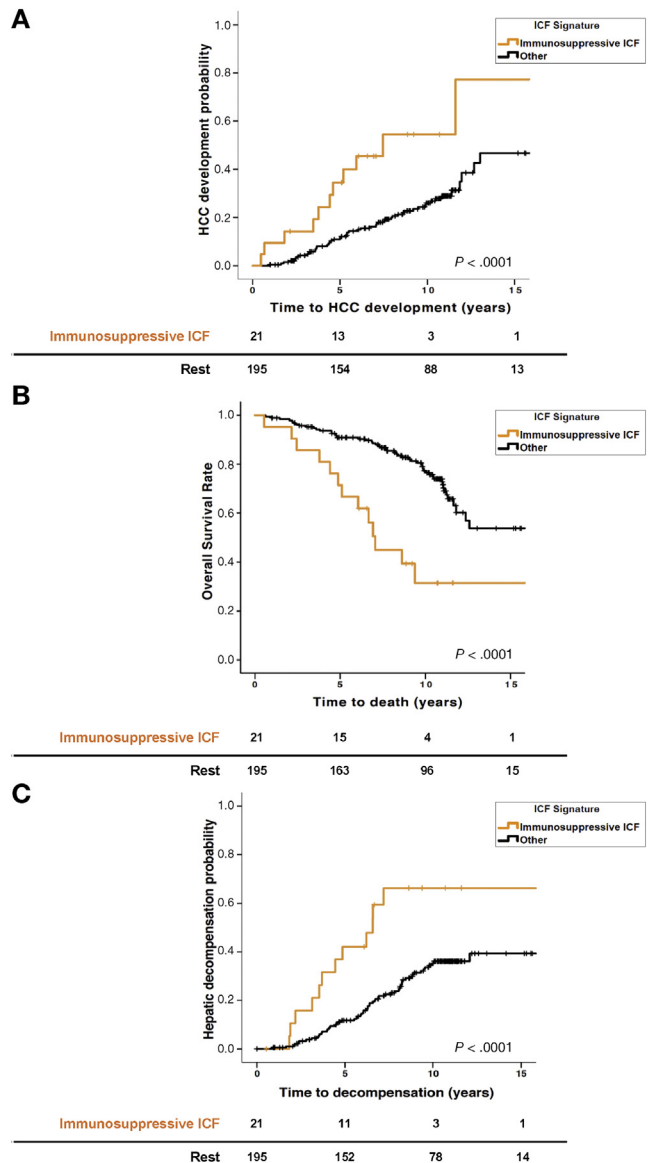 A
ICF Signature
Immunosuppressive ICF
Other
HCC development probability
1.0
0.8
0.6
0.4
0.2
0.0
P < .0001
0 5 10 15
Time to HCC development (years)
Immunosuppressive ICF 21 13 3 1
Rest 195 154 88 13
B
ICF Signature
Immunosuppressive ICF
Other
Overall Survival Rate
1.0
0.8
0.6
0.4
0.2
0.0
P < .0001
0 5 10 15
Time to death (years)
Immunosuppressive ICF 21 15 4 1
Rest 195 163 96 15
C
ICF Signature
Immunosuppressive ICF
Other
Hepatic decompensation probability
1.0
0.8
0.6
0.4
0.2
0.0
P < .0001
0 5 10 15
Time to decompensation (years)
Immunosuppressive ICF 21 11 3 1
Rest 195 152 78 14